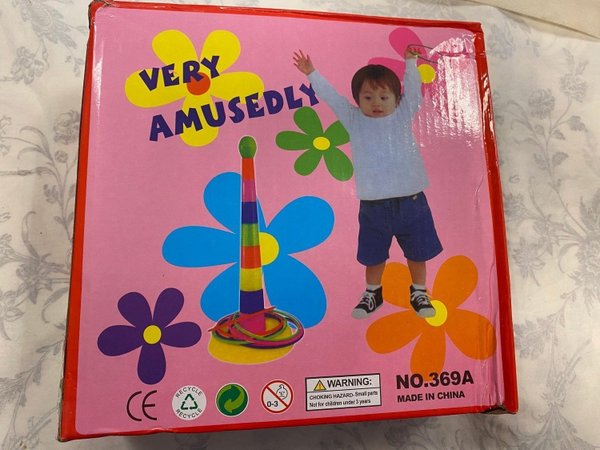 VERY
AMUSEDLY
CE
RECYCLE
RECYCLE
0-3
WARNING:
CHOKING HAZARD-Small parts
Not for children under 3 years
NO.369A
MADE IN CHINA